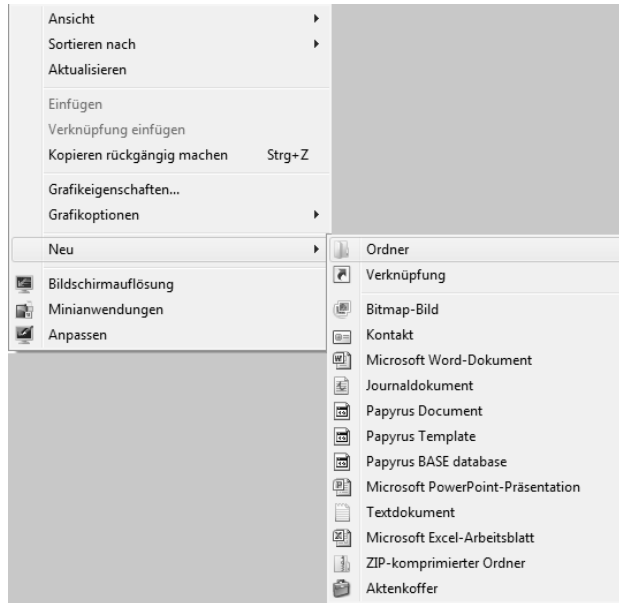 Ansicht
Sortieren nach
Aktualisieren
Einfügen
Verknüpfung einfügen
Kopieren rückgängig machen Strg+Z
Grafikeigenschaften...
Grafikoptionen
Neu
Bildschirmauflösung
Minianwendungen
Anpassen
Ordner
Verknüpfung
Bitmap-Bild
Kontakt
Microsoft Word-Dokument
Journaldokument
Papyrus Document
Papyrus Template
Papyrus BASE database
Microsoft PowerPoint-Präsentation
Textdokument
Microsoft Excel-Arbeitsblatt
ZIP-komprimierter Ordner
Aktenkoffer